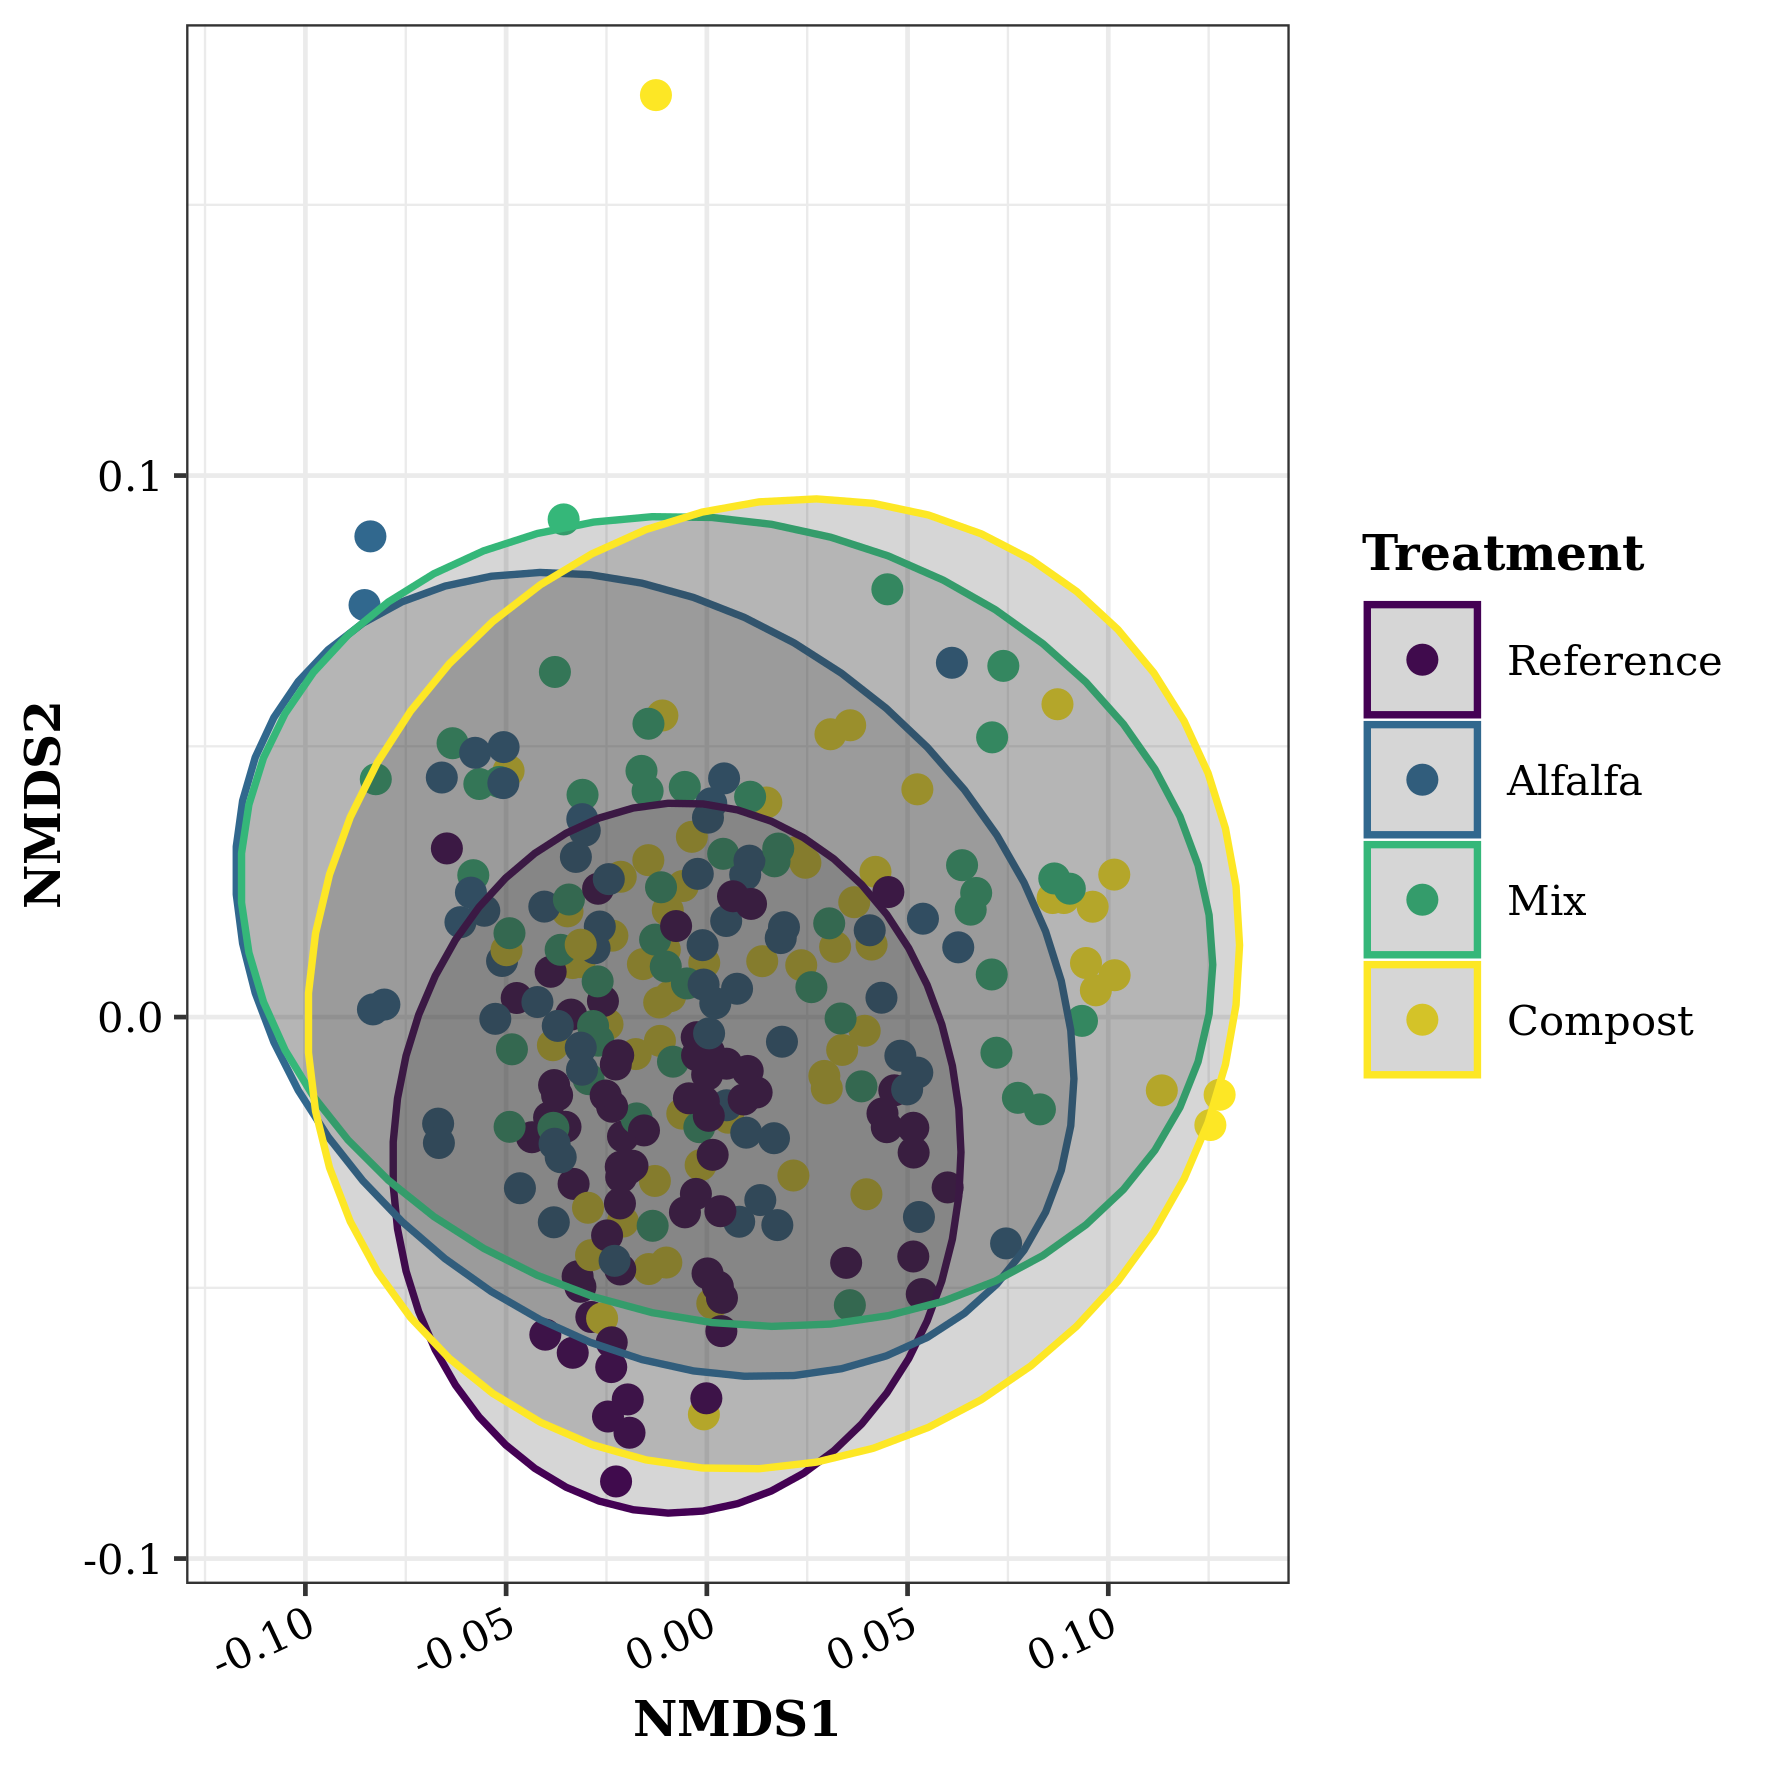 NMDS2
0.1
0.0
-0.1
-0.10
-0.05
0.00
0.05
0.10
NMDS1
Treatment
Reference
Alfalfa
Mix
Compost